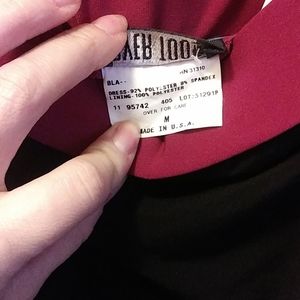 RN 31310
BLA--
DRESS-92% POLYESTER 8% SPANDEX
LINING-100% POLYESTER
11 95742 405 LOT:31291P
OVER FOR CARE
M
MADE IN U.S.A.